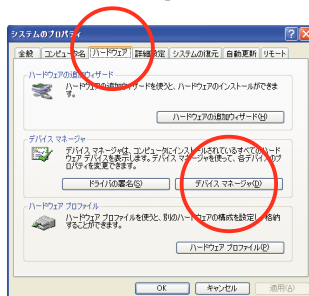 システムのプロパティ
全般 コンピュータ名 ハードウェア 詳細設定 システムの復元 自動更新 リモート
ハードウェアの追加ウィザード
ハードウェアの追加ウィザードを使うと、ハードウェアのインストールができま
す。
ハードウェアの追加ウィザード(H)
デバイス マネージャ
デバイス マネージャは、コンピュータにインストールされているすべてのハード
ウェア デバイスを表示します。デバイス マネージャを使って、各デバイスのプ
ロパティを変更できます。
ドライバの署名(S) デバイス マネージャ(D)
ハードウェア プロファイル
ハードウェア プロファイルを使うと、別のハードウェアの構成を設定し、格納
することができます。
ハードウェア プロファイル(P)
OK キャンセル 適用(A)